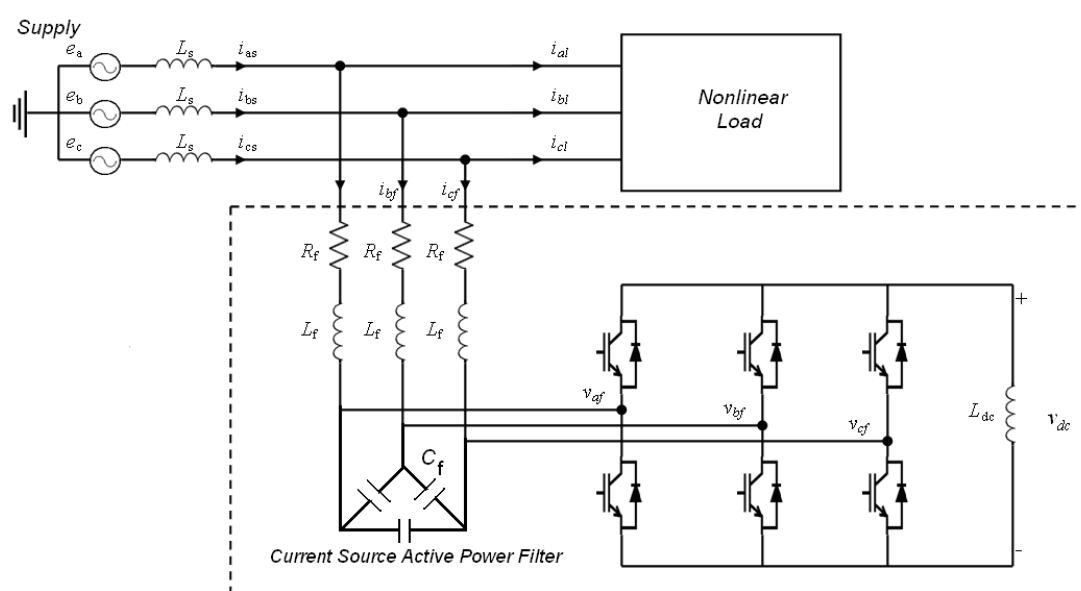 Supply
e_a L_s i_as i_al
e_b L_s i_bs i_bl
e_c L_s i_cs i_cl
Nonlinear
Load
i_bf i_cf
R_f R_f R_f
L_f L_f L_f
+
v_af
v_bf
v_cf
L_dc v_dc
C_f
-
Current Source Active Power Filter